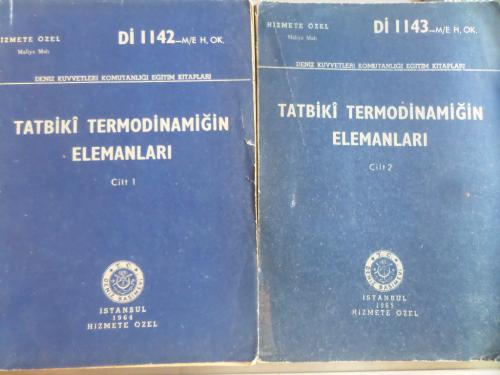 HİZMETE ÖZEL
Dİ 1142-M/E H, OK.
Maliye Malı
DENİZ KUVVETLERİ KOMUTANLIĞI EĞİTİM KİTAPLARI
TATBİKÎ TERMODİNAMİĞİN
ELEMANLARI
Cilt 1
T.C.
DENİZ BASIMEVİ
İSTANBUL
1964
HİZMETE ÖZEL
HİZMETE ÖZEL
Dİ 1143-M/E H, OK.
Maliye Malı
DENİZ KUVVETLERİ KOMUTANLIĞI EĞİTİM KİTAPLARI
TATBİKÎ TERMODİNAMİĞİN
ELEMANLARI
Cilt 2
T.C.
DENİZ BASIMEVİ
İSTANBUL
1965
HİZMETE ÖZEL